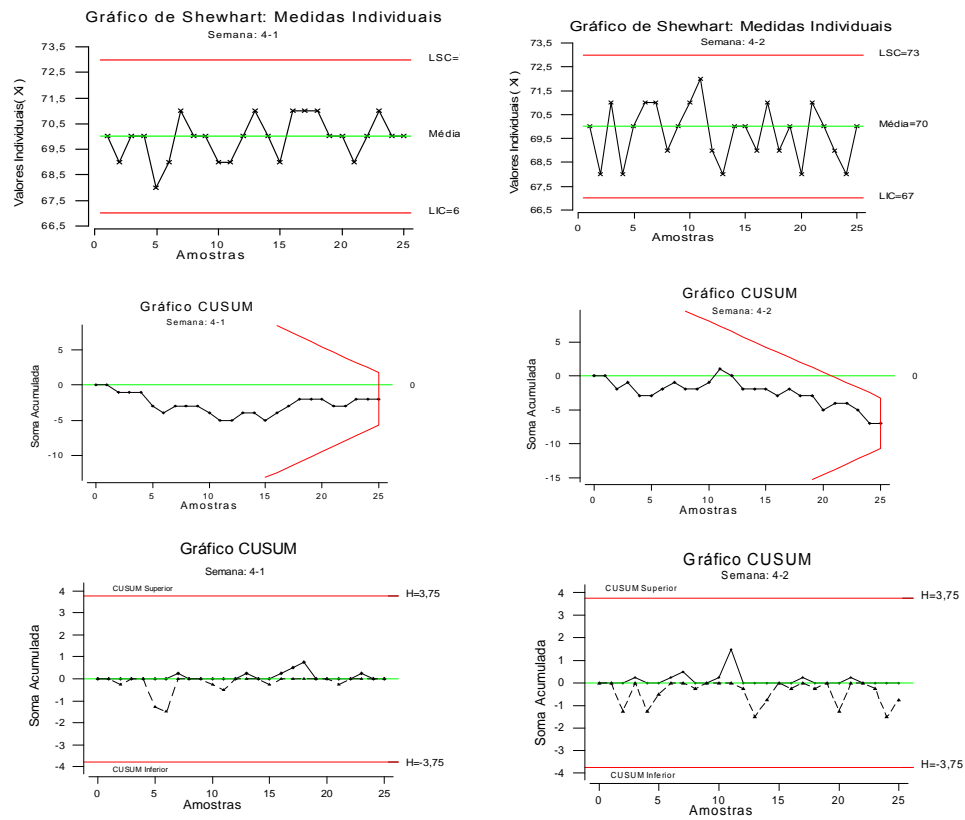 Gráfico de Shewhart: Medidas Individuais
Semana: 4-1
Valores Individuais( Xi )
73,5
72,5
71,5
70,5
69,5
68,5
67,5
66,5
LSC=
Média
LIC=6
0 5 10 15 20 25
Amostras
Gráfico de Shewhart: Medidas Individuais
Semana: 4-2
Valores Individuais( Xi )
73,5
72,5
71,5
70,5
69,5
68,5
67,5
66,5
LSC=73
Média=70
LIC=67
0 5 10 15 20 25
Amostras
Gráfico CUSUM
Semana: 4-1
Soma Acumulada
5
0
-5
-10
0
0 5 10 15 20 25
Amostras
Gráfico CUSUM
Semana: 4-2
Soma Acumulada
5
0
-5
-10
-15
0
0 5 10 15 20 25
Amostras
Gráfico CUSUM
Semana: 4-1
Soma Acumulada
4
3
2
1
0
-1
-2
-3
-4
CUSUM Superior
H=3,75
H=-3,75
CUSUM Inferior
0 5 10 15 20 25
Amostras
Gráfico CUSUM
Semana: 4-2
Soma Acumulada
4
3
2
1
0
-1
-2
-3
-4
CUSUM Superior
H=3,75
H=-3,75
CUSUM Inferior
0 5 10 15 20 25
Amostras